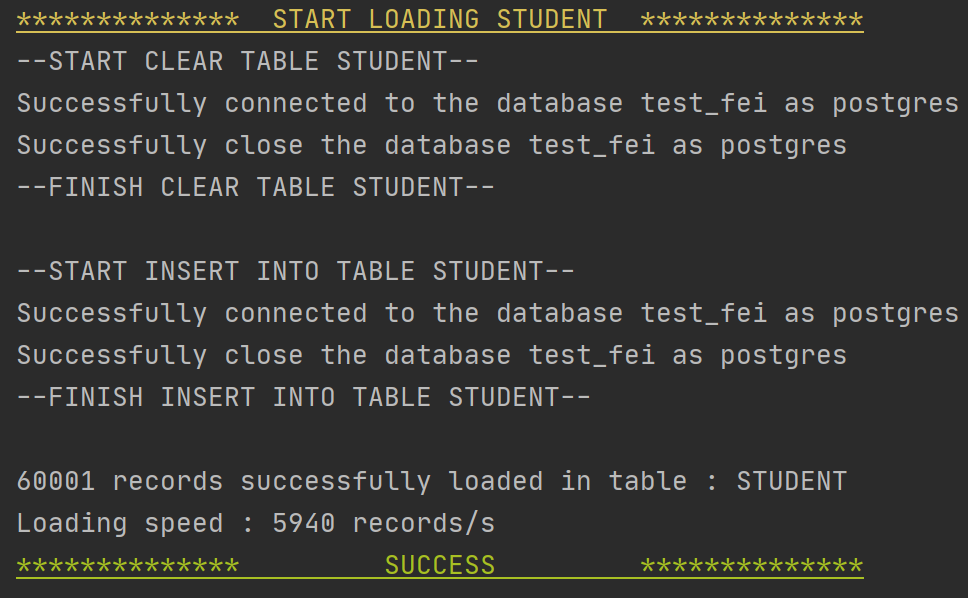 **************  START LOADING STUDENT  **************
--START CLEAR TABLE STUDENT--
Successfully connected to the database test_fei as postgres
Successfully close the database test_fei as postgres
--FINISH CLEAR TABLE STUDENT--
--START INSERT INTO TABLE STUDENT--
Successfully connected to the database test_fei as postgres
Successfully close the database test_fei as postgres
--FINISH INSERT INTO TABLE STUDENT--
60001 records successfully loaded in table : STUDENT
Loading speed : 5940 records/s
**************         SUCCESS         **************